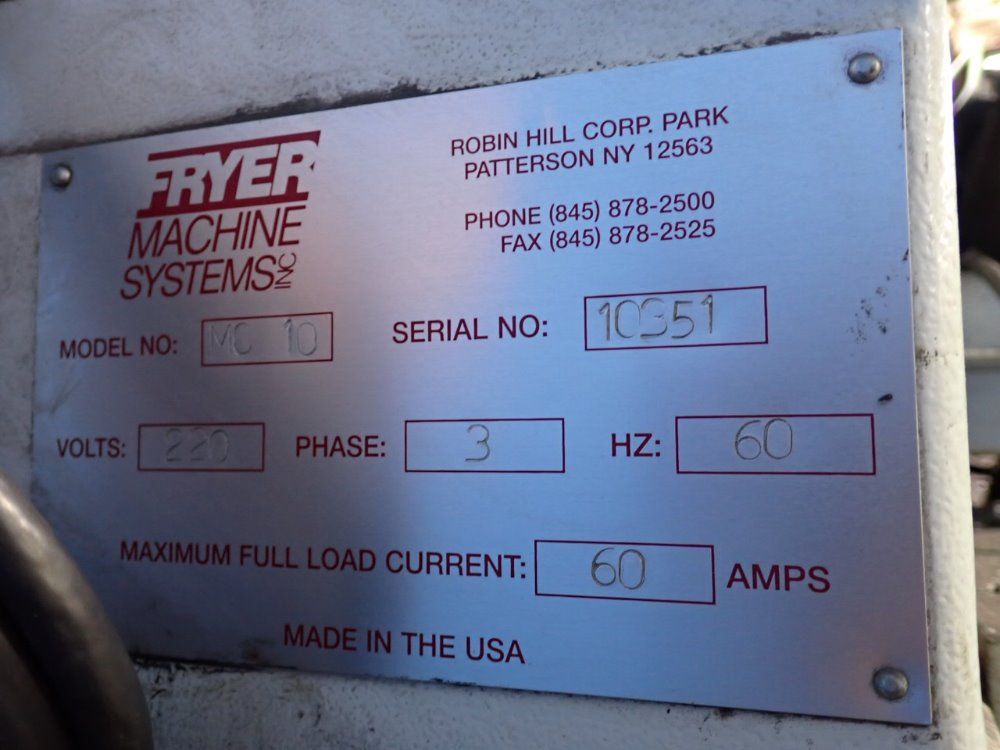 FRYER
MACHINE
SYSTEMS INC
ROBIN HILL CORP. PARK
PATTERSON NY 12563
PHONE (845) 878-2500
FAX (845) 878-2525
MODEL NO: MC 10 SERIAL NO: 10351
VOLTS: 220 PHASE: 3 HZ: 60
MAXIMUM FULL LOAD CURRENT: 60 AMPS
MADE IN THE USA